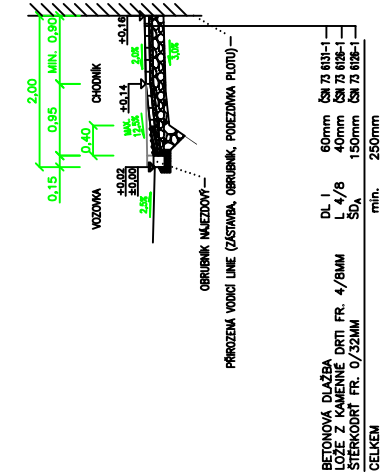 2,00
0,15
0,95
MIN. 0,90
0,40
VOZOVKA
CHODNÍK
+0,02
±0,00
+0,14
+0,16
2,5%
MAX. 12,5%
2,0%
3,0%
OBRUBNÍK NÁJEZDOVÝ
PŘIROZENÁ VODICÍ LINIE (ZÁSTAVBA, OBRUBNÍK, PODEZDÍVKA PLOTU)
BETONOVÁ DLAŽBA DL I 60mm ČSN 73 6131-1
LOŽE Z KAMENNÉ DRTI FR. 4/8MM L 4/8 40mm ČSN 73 6126-1
ŠTĚRKODRŤ FR. 0/32MM ŠDA 150mm ČSN 73 6126-1
CELKEM min. 250mm